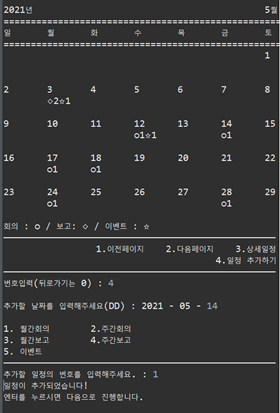 2021년 5월
==================================================
일 월 화 수 목 금 토
==================================================
1
2 3 4 5 6 7 8
◇2☆1
9 10 11 12 13 14 15
○1☆1 ○1
16 17 18 19 20 21 22
○1 ○1
23 24 25 26 27 28 29
○1 ○1
회의 : ○ / 보고: ◇ / 이벤트 : ☆
1.이전페이지 2.다음페이지 3.상세일정
4.일정 추가하기
번호입력(뒤로가기는 0) : 4
추가할 날짜를 입력해주세요(DD) : 2021 - 05 - 14
1. 월간회의 2.주간회의
3. 월간보고 4.주간보고
5. 이벤트
추가할 일정의 번호를 입력해주세요. : 1
일정이 추가되었습니다!
엔터를 누르시면 다음으로 진행합니다.